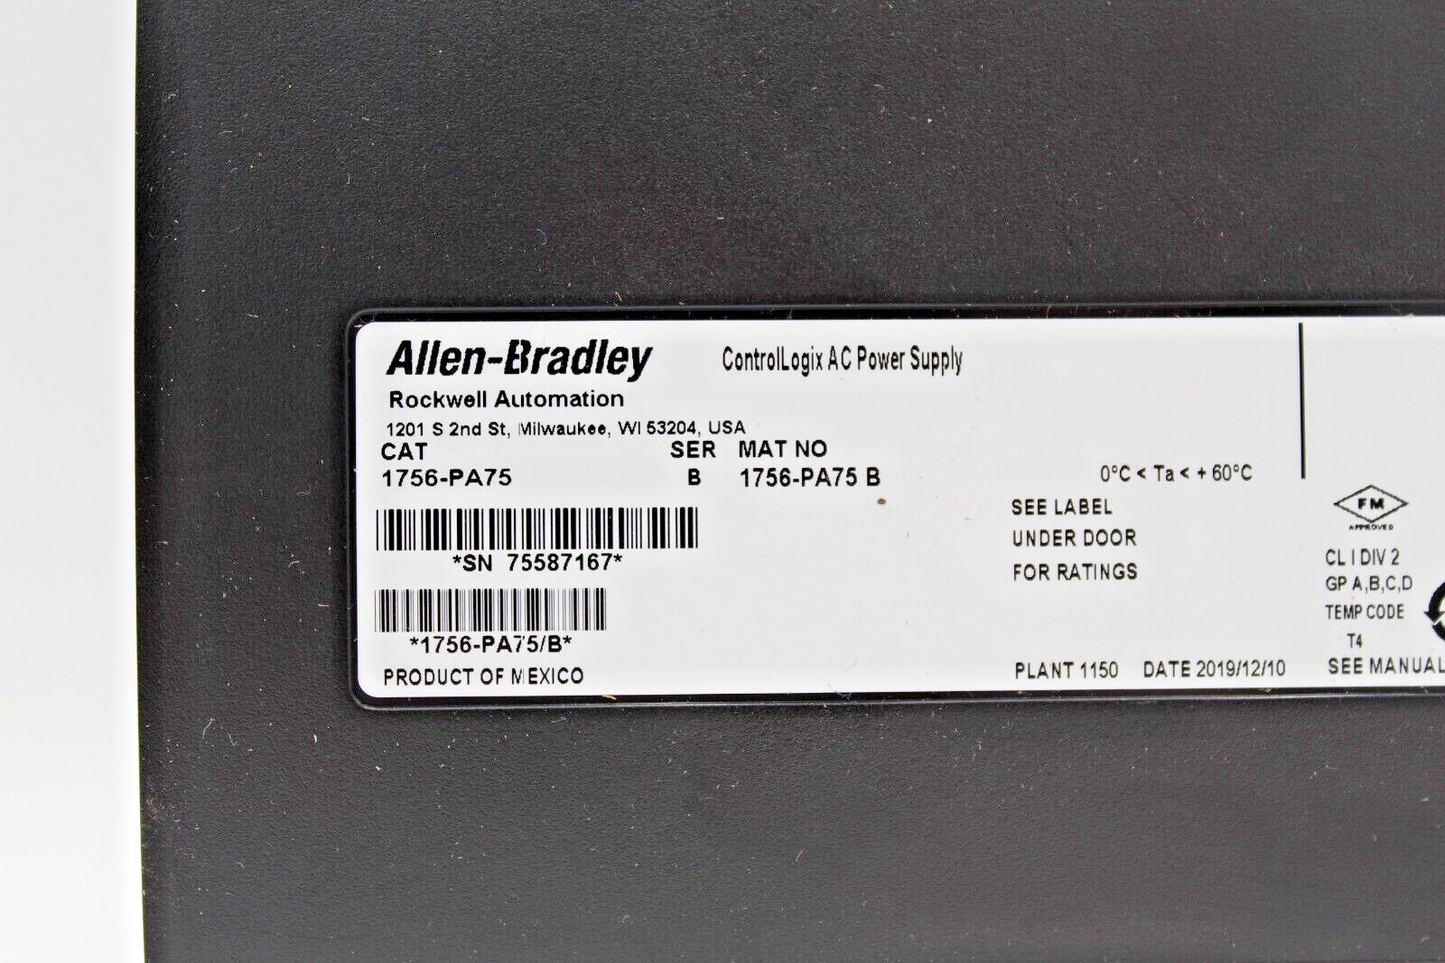 Allen-Bradley
ControlLogix AC Power Supply
Rockwell Automation
1201 S 2nd St, Milwaukee, WI 53204, USA
CAT SER MAT NO
1756-PA75 B 1756-PA75 B
0°C < Ta < + 60°C
*SN 75587167*
*1756-PA75/B*
PRODUCT OF MEXICO
SEE LABEL
UNDER DOOR
FOR RATINGS
PLANT 1150 DATE 2019/12/10
FM
APPROVED
CL I DIV 2
GP A,B,C,D
TEMP CODE
T4
SEE MANUAL